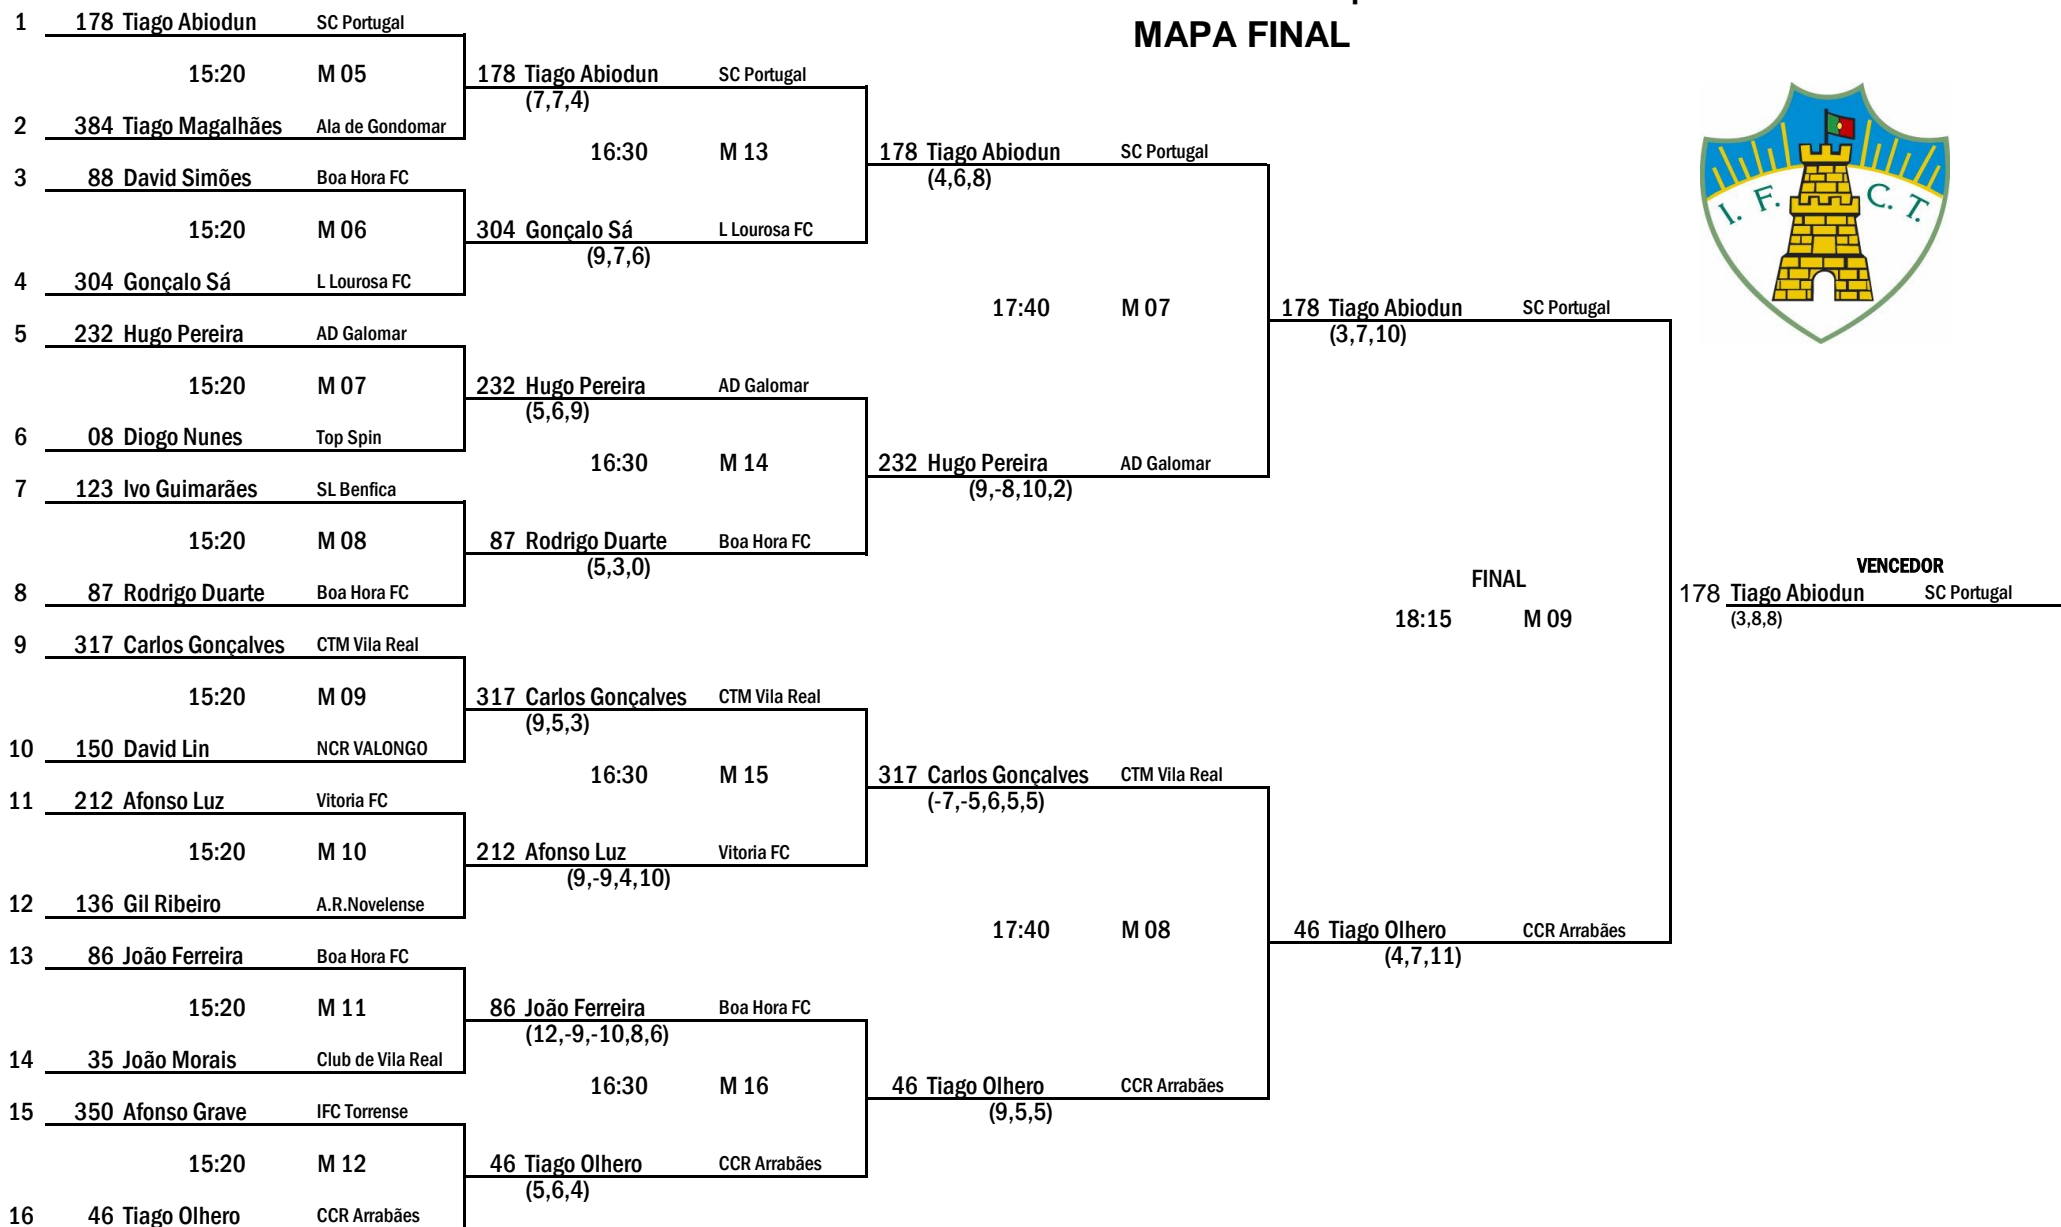 MAPA FINAL
1 178 Tiago Abiodun SC Portugal
15:20 M 05 178 Tiago Abiodun SC Portugal
(7,7,4)
2 384 Tiago Magalhães Ala de Gondomar
16:30 M 13 178 Tiago Abiodun SC Portugal
3 88 David Simões Boa Hora FC (4,6,8)
15:20 M 06 304 Gonçalo Sá L Lourosa FC
(9,7,6)
I. F. C. T.
4 304 Gonçalo Sá L Lourosa FC
17:40 M 07 178 Tiago Abiodun SC Portugal
5 232 Hugo Pereira AD Galomar (3,7,10)
15:20 M 07 232 Hugo Pereira AD Galomar
(5,6,9)
6 08 Diogo Nunes Top Spin
16:30 M 14 232 Hugo Pereira AD Galomar
7 123 Ivo Guimarães SL Benfica (9,-8,10,2)
15:20 M 08 87 Rodrigo Duarte Boa Hora FC
(5,3,0) VENCEDOR
FINAL
8 87 Rodrigo Duarte Boa Hora FC 178 Tiago Abiodun SC Portugal
18:15 M 09 (3,8,8)
9 317 Carlos Gonçalves CTM Vila Real
15:20 M 09 317 Carlos Gonçalves CTM Vila Real
(9,5,3)
10 150 David Lin NCR VALONGO
16:30 M 15 317 Carlos Gonçalves CTM Vila Real
11 212 Afonso Luz Vitoria FC (-7,-5,6,5,5)
15:20 M 10 212 Afonso Luz Vitoria FC
(9,-9,4,10)
12 136 Gil Ribeiro A.R.Novelense
17:40 M 08 46 Tiago Olhero CCR Arrabães
13 86 João Ferreira Boa Hora FC (4,7,11)
15:20 M 11 86 João Ferreira Boa Hora FC
(12,-9,-10,8,6)
14 35 João Morais Club de Vila Real
16:30 M 16 46 Tiago Olhero CCR Arrabães
15 350 Afonso Grave IFC Torrense (9,5,5)
15:20 M 12 46 Tiago Olhero CCR Arrabães
(5,6,4)
16 46 Tiago Olhero CCR Arrabães